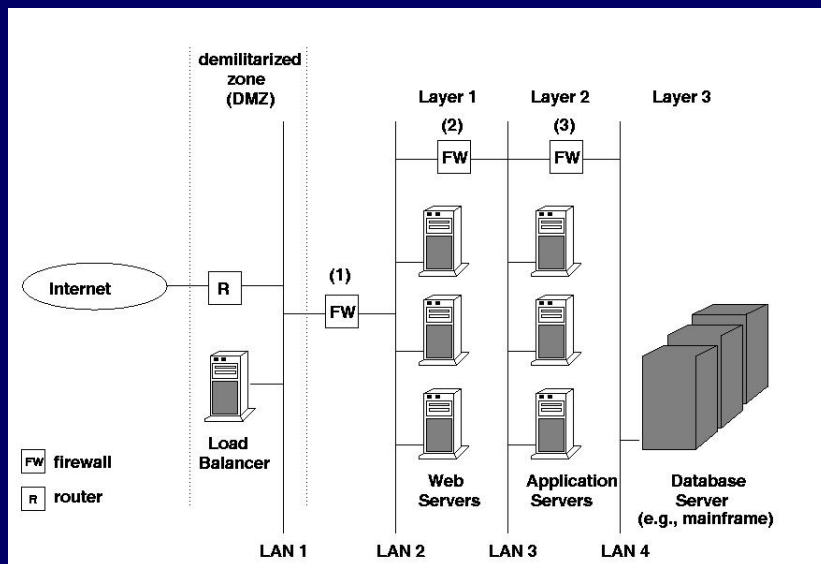 demilitarized
zone
(DMZ)
Layer 1
Layer 2
Layer 3
(2)
(3)
FW
FW
Internet
R
(1)
FW
Load
Balancer
FW firewall
R router
Web
Servers
Application
Servers
Database
Server
(e.g., mainframe)
LAN 1
LAN 2
LAN 3
LAN 4